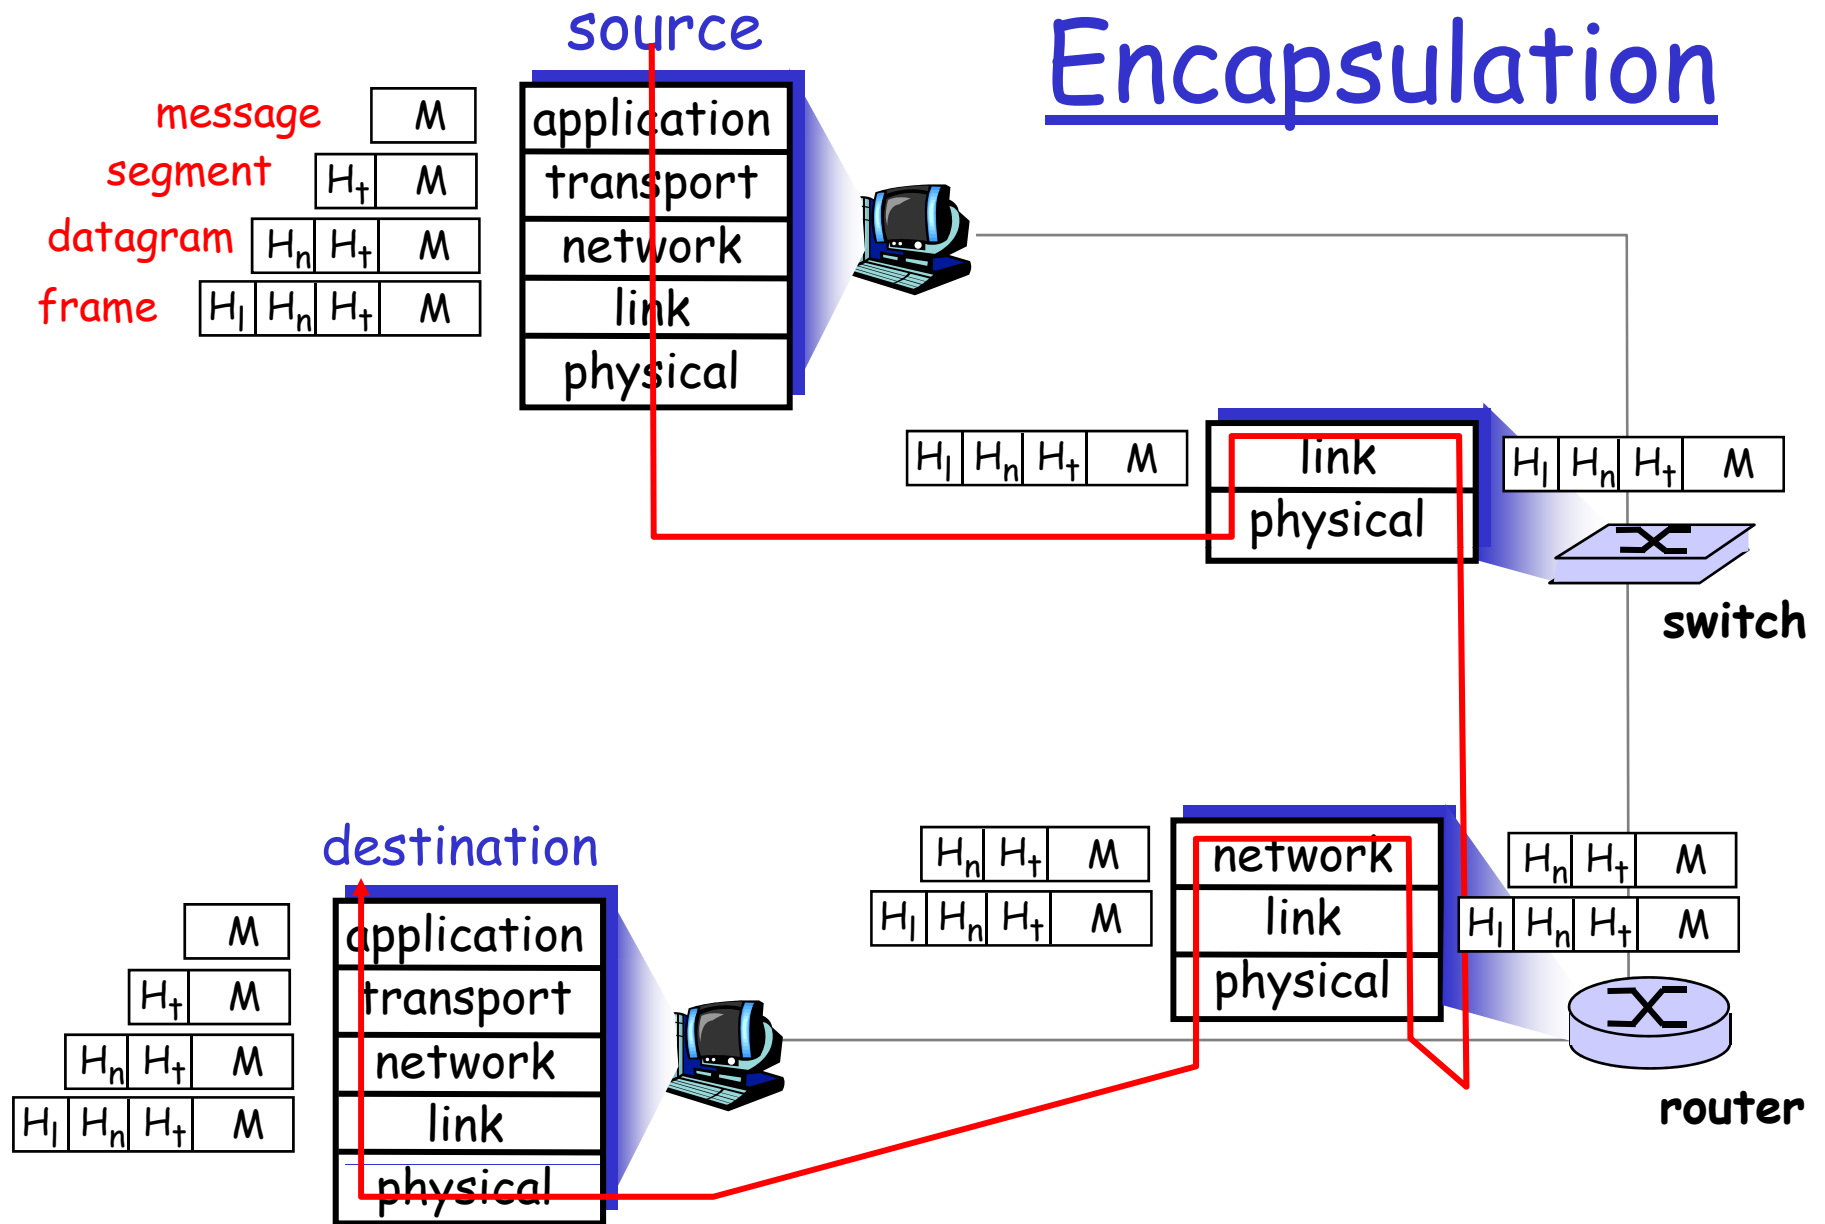 Encapsulation
source
message M
segment Ht M
datagram Hn Ht M
frame Hl Hn Ht M
application
transport
network
link
physical
Hl Hn Ht M
link
physical
Hl Hn Ht M
switch
Hn Ht M
Hl Hn Ht M
network
link
physical
Hn Ht M
Hl Hn Ht M
router
destination
M
Ht M
Hn Ht M
Hl Hn Ht M
application
transport
network
link
physical